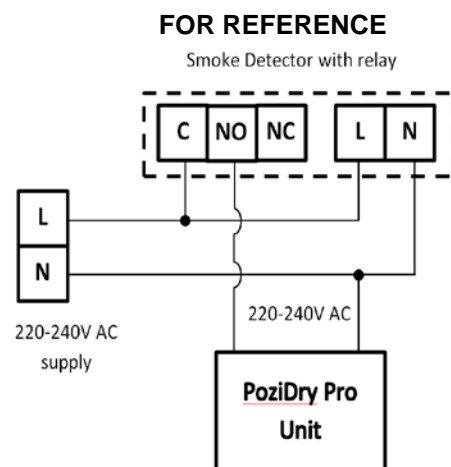 FOR REFERENCE
Smoke Detector with relay
C NO NC L N
L
N
220-240V AC
supply
220-240V AC
PoziDry Pro
Unit